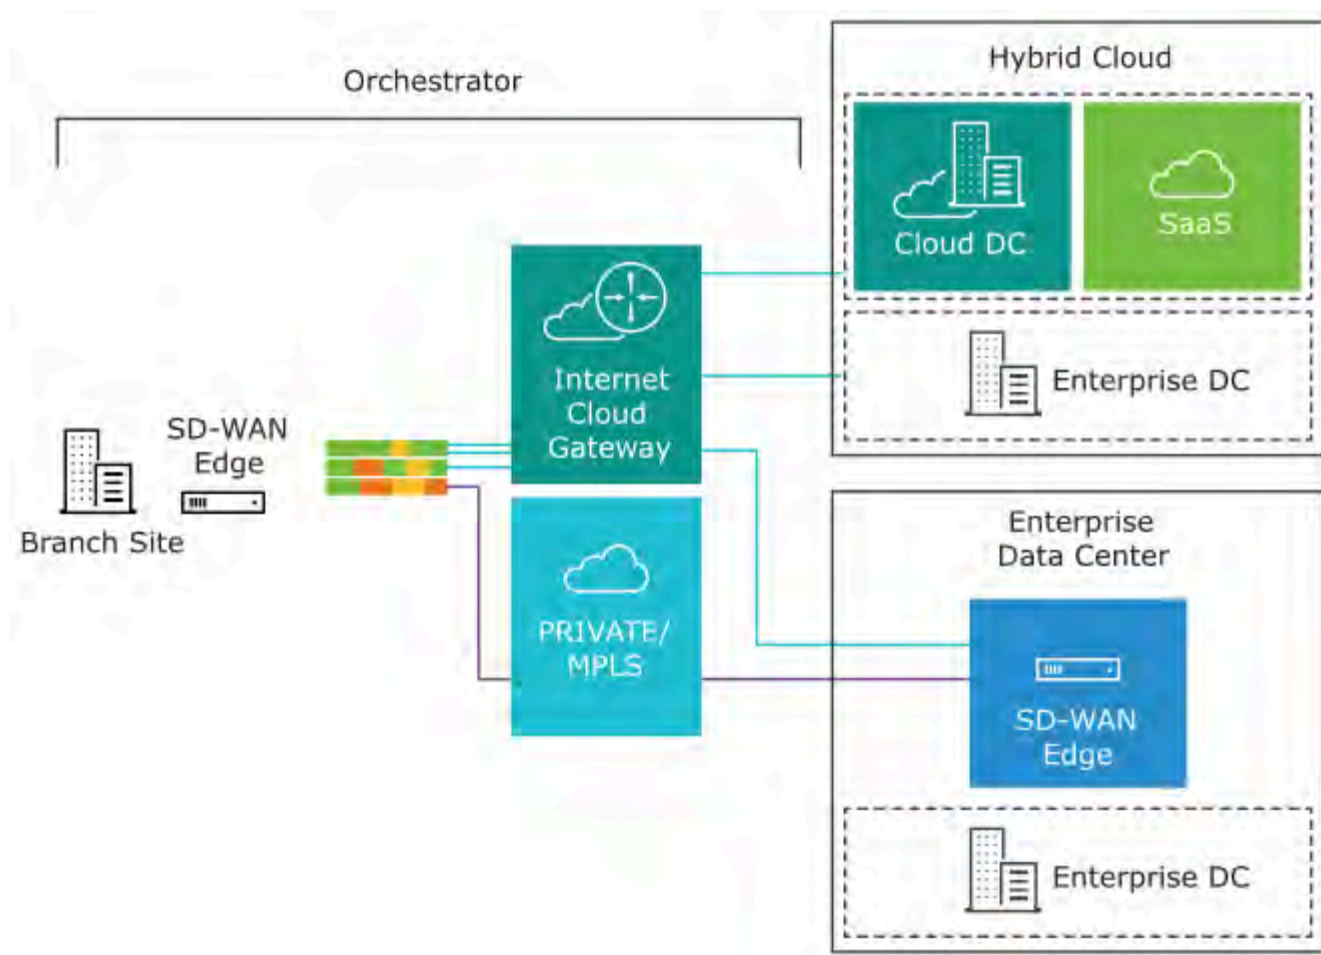 Orchestrator
Hybrid Cloud
Cloud DC
SaaS
Enterprise DC
Internet
Cloud
Gateway
SD-WAN
Edge
Branch Site
PRIVATE/
MPLS
Enterprise
Data Center
SD-WAN
Edge
Enterprise DC